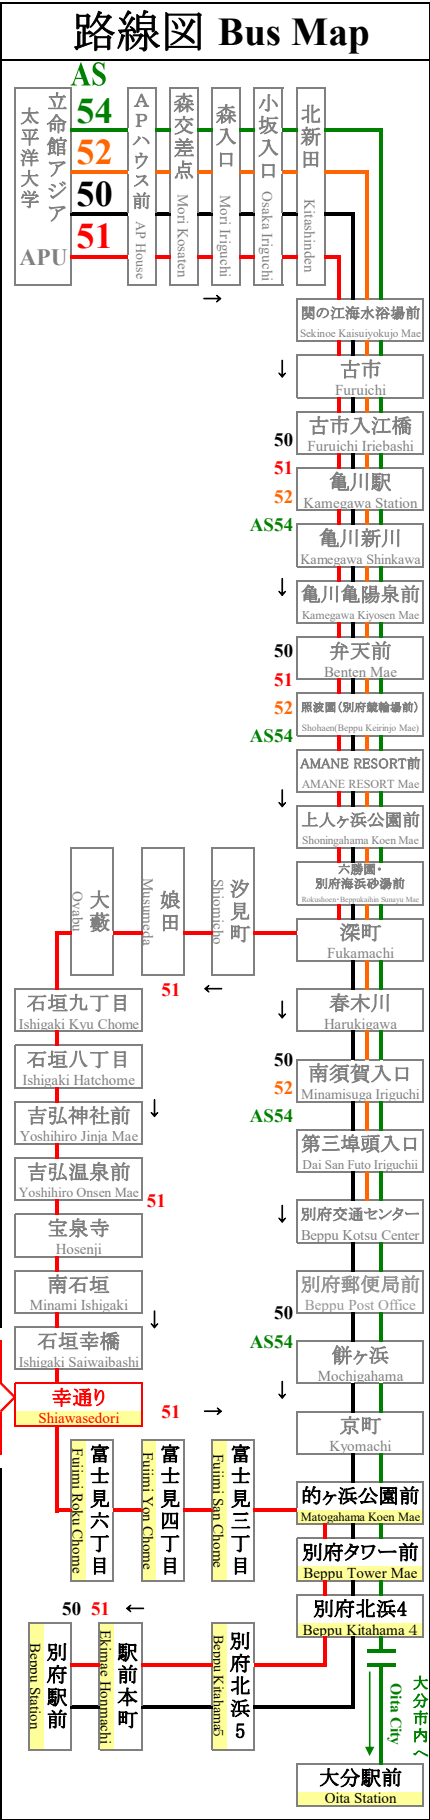 路線図 Bus Map
AS
54
52
50
51
立命館アジア
太平洋大学
APU
APハウス前
AP House
森交差点
Mori Kosaten
森入口
Mori Iriguchi
小坂入口
Osaka Iriguchi
北新田
Kitashinden
→
関の江海水浴場前
Sekinoe Kaisuiyokujo Mae
↓
古市
Furuichi
古市入江橋
Furuichi Iriebashi
50
51
52
AS54
亀川駅
Kamegawa Station
亀川新川
Kamegawa Shinkawa
↓
亀川亀陽泉前
Kamegawa Kiyosen Mae
弁天前
Benten Mae
50
51
52
AS54
照波園(別府競輪場前)
Shohaen(Beppu Keirinjo Mae)
AMANE RESORT前
AMANE RESORT Mae
↓
上人ヶ浜公園前
Shoningahama Koen Mae
六勝園・
別府海浜砂湯前
Rokushoen・Beppukaihin Sunayu Mae
深町
Fukamachi
汐見町
Shiomicho
娘田
Musumeda
大藪
Oyabu
51 ←
石垣九丁目
Ishigaki Kyu Chome
石垣八丁目
Ishigaki Hatchome
吉弘神社前
Yoshihiro Jinja Mae
↓
吉弘温泉前
Yoshihiro Onsen Mae
51
宝泉寺
Hosenji
南石垣
Minami Ishigaki
↓
石垣幸橋
Ishigaki Saiwaibashi
幸通り
Shiawasedori
51 →
富士見六丁目
Fujimi Roku Chome
富士見四丁目
Fujimi Yon Chome
富士見三丁目
Fujimi San Chome
↓
春木川
Harukigawa
50
52
AS54
南須賀入口
Minamisuga Iriguchi
第三埠頭入口
Dai San Futo Iriguchii
↓
別府交通センター
Beppu Kotsu Center
別府郵便局前
Beppu Post Office
50
AS54
餅ヶ浜
Mochigahama
↓
京町
Kyomachi
的ヶ浜公園前
Matogahama Koen Mae
別府タワー前
Beppu Tower Mae
別府北浜4
Beppu Kitahama 4
50 51 ←
別府北浜5
Beppu Kitahama5
駅前本町
Ekimae Honmachi
別府駅前
Beppu Station
大分市内へ
Oita City
大分駅前
Oita Station